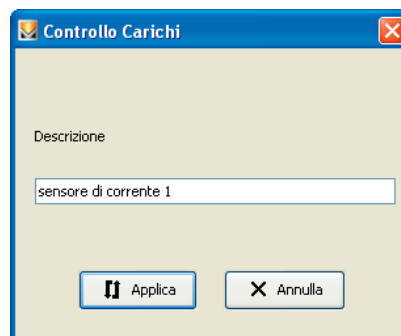 Controllo Carichi
Descrizione
sensore di corrente 1
Applica
Annulla